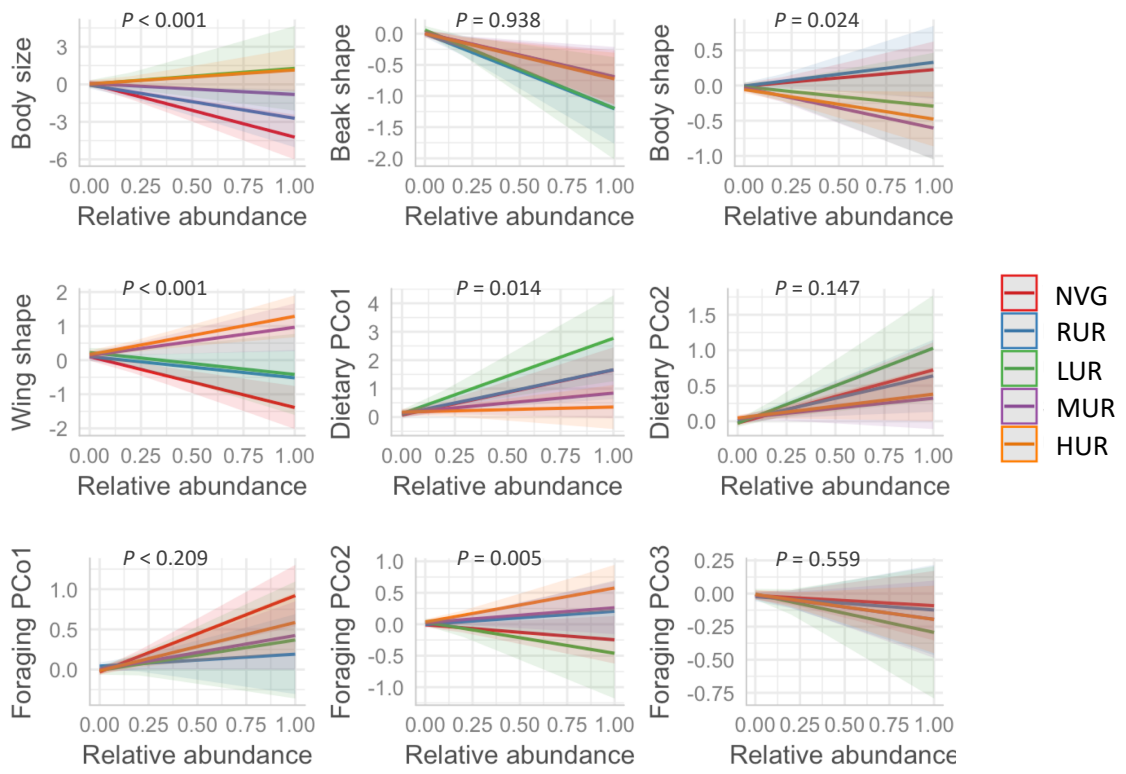 P < 0.001
Body size
3
0
-3
-6
0.00 0.25 0.50 0.75 1.00
Relative abundance
P = 0.938
Beak shape
0.0
-0.5
-1.0
-1.5
-2.0
0.00 0.25 0.50 0.75 1.00
Relative abundance
P = 0.024
Body shape
0.5
0.0
-0.5
-1.0
0.00 0.25 0.50 0.75 1.00
Relative abundance
P < 0.001
Wing shape
2
1
0
-1
-2
0.00 0.25 0.50 0.75 1.00
Relative abundance
P = 0.014
Dietary PCo1
4
3
2
1
0
0.00 0.25 0.50 0.75 1.00
Relative abundance
P = 0.147
Dietary PCo2
1.5
1.0
0.5
0.0
0.00 0.25 0.50 0.75 1.00
Relative abundance
NVG
RUR
LUR
MUR
HUR
P < 0.209
Foraging PCo1
1.0
0.5
0.0
0.00 0.25 0.50 0.75 1.00
Relative abundance
P = 0.005
Foraging PCo2
1.0
0.5
0.0
-0.5
-1.0
0.00 0.25 0.50 0.75 1.00
Relative abundance
P = 0.559
Foraging PCo3
0.25
0.00
-0.25
-0.50
-0.75
0.00 0.25 0.50 0.75 1.00
Relative abundance